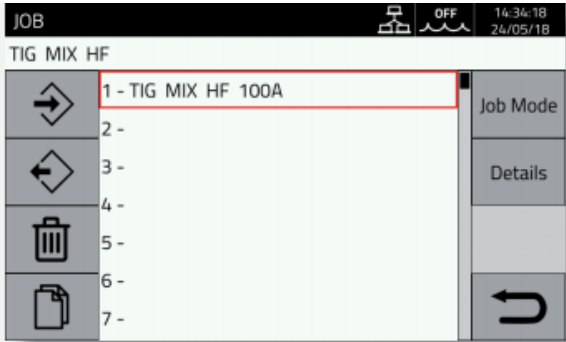 JOB
OFF
14:34:18
24/05/18
TIG MIX HF
1 - TIG MIX HF 100A
2 -
3 -
4 -
5 -
6 -
7 -
Job Mode
Details